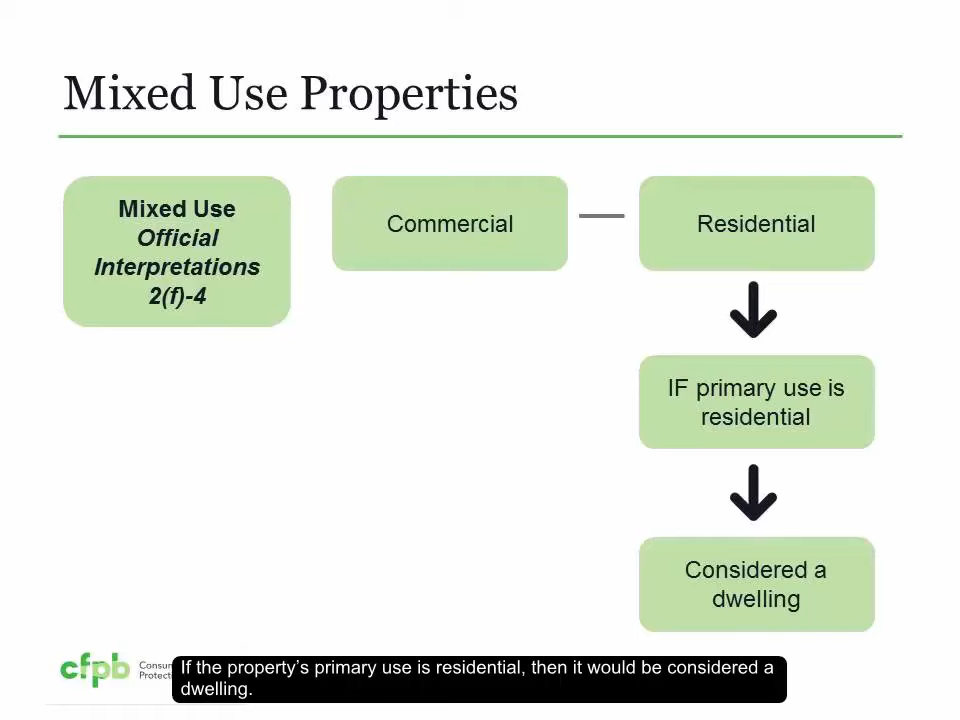 Mixed Use Properties
Mixed Use
Official
Interpretations
2(f)-4
Commercial
Residential
IF primary use is
residential
Considered a
dwelling
cfpb
If the property's primary use is residential, then it would be considered a
dwelling.